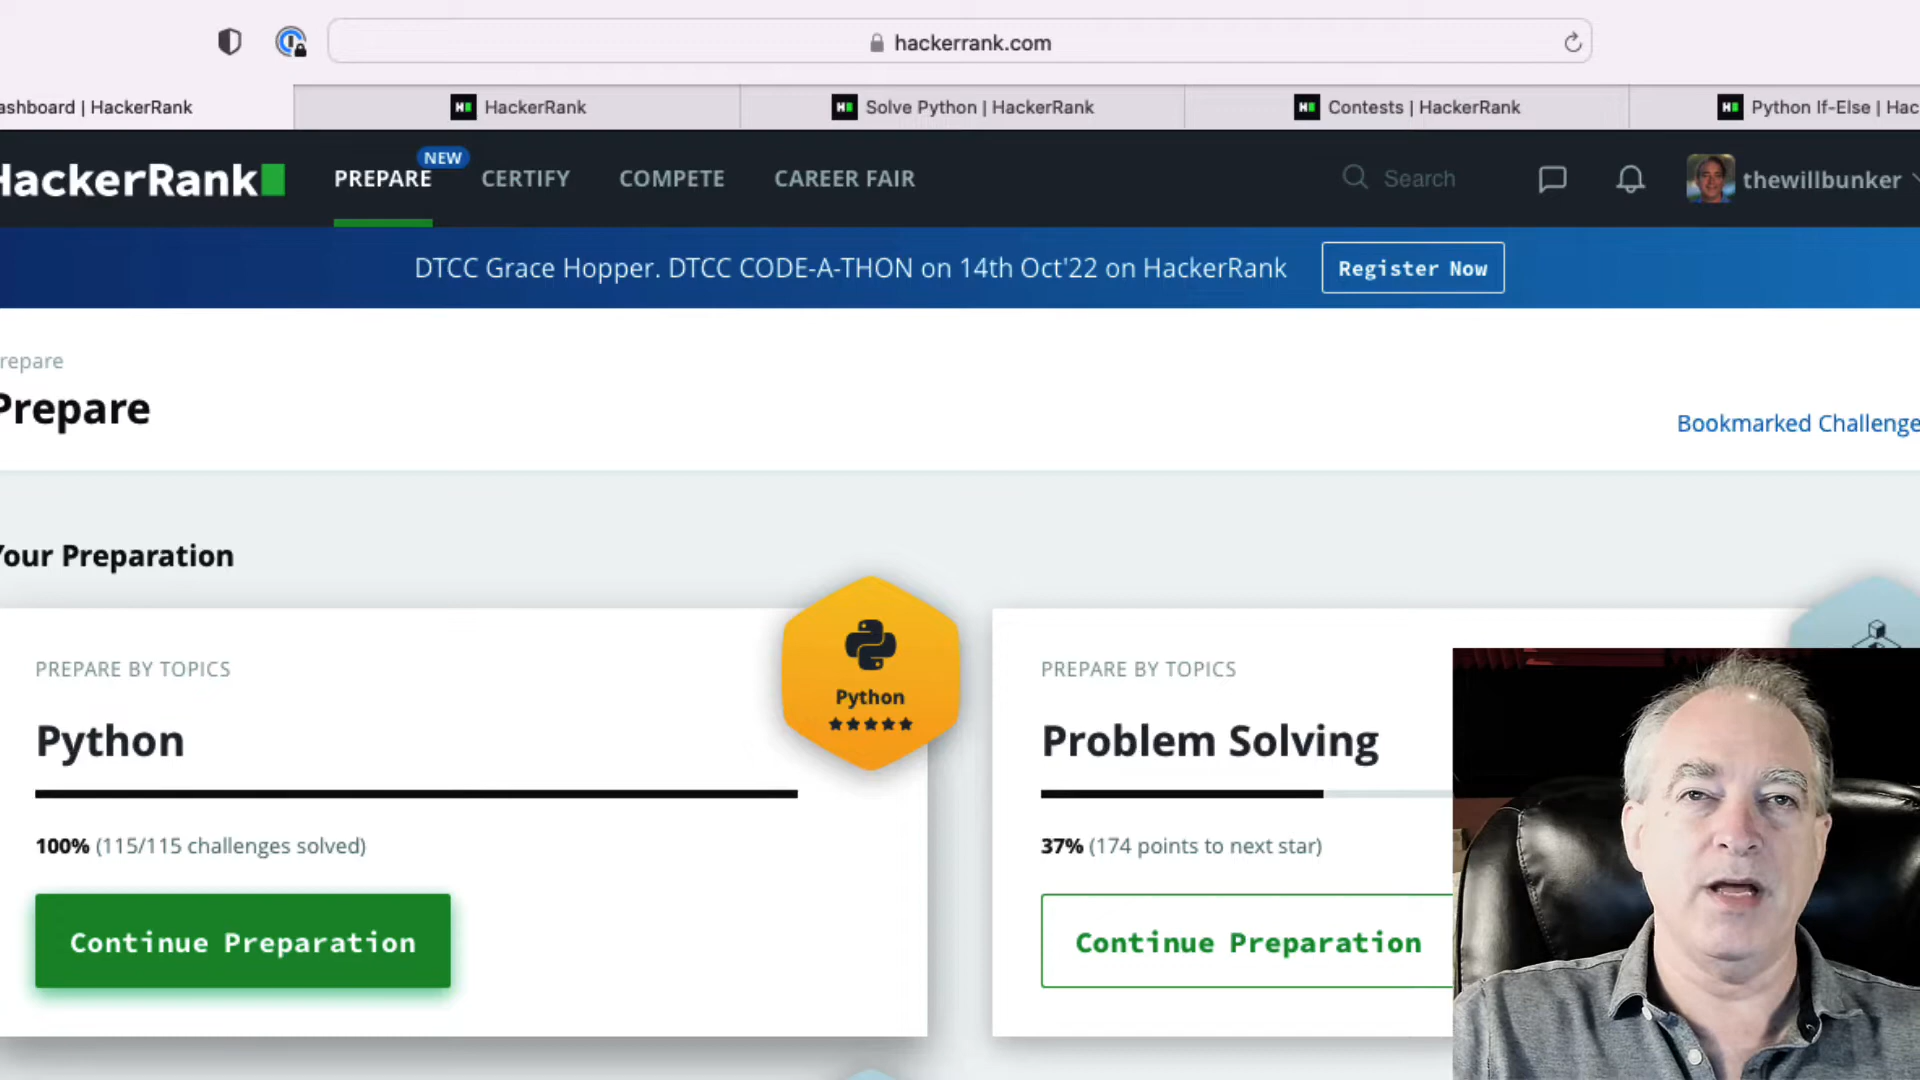 hackerrank.com
ashboard | HackerRank
HackerRank
Solve Python | HackerRank
Contests | HackerRank
Python If-Else | Hac
HackerRank
PREPARE
NEW
CERTIFY
COMPETE
CAREER FAIR
Search
thewillbunker
DTCC Grace Hopper. DTCC CODE-A-THON on 14th Oct'22 on HackerRank
Register Now
repare
Prepare
Bookmarked Challenge
Your Preparation
PREPARE BY TOPICS
Python
Python
100% (115/115 challenges solved)
Continue Preparation
PREPARE BY TOPICS
Problem Solving
37% (174 points to next star)
Continue Preparation